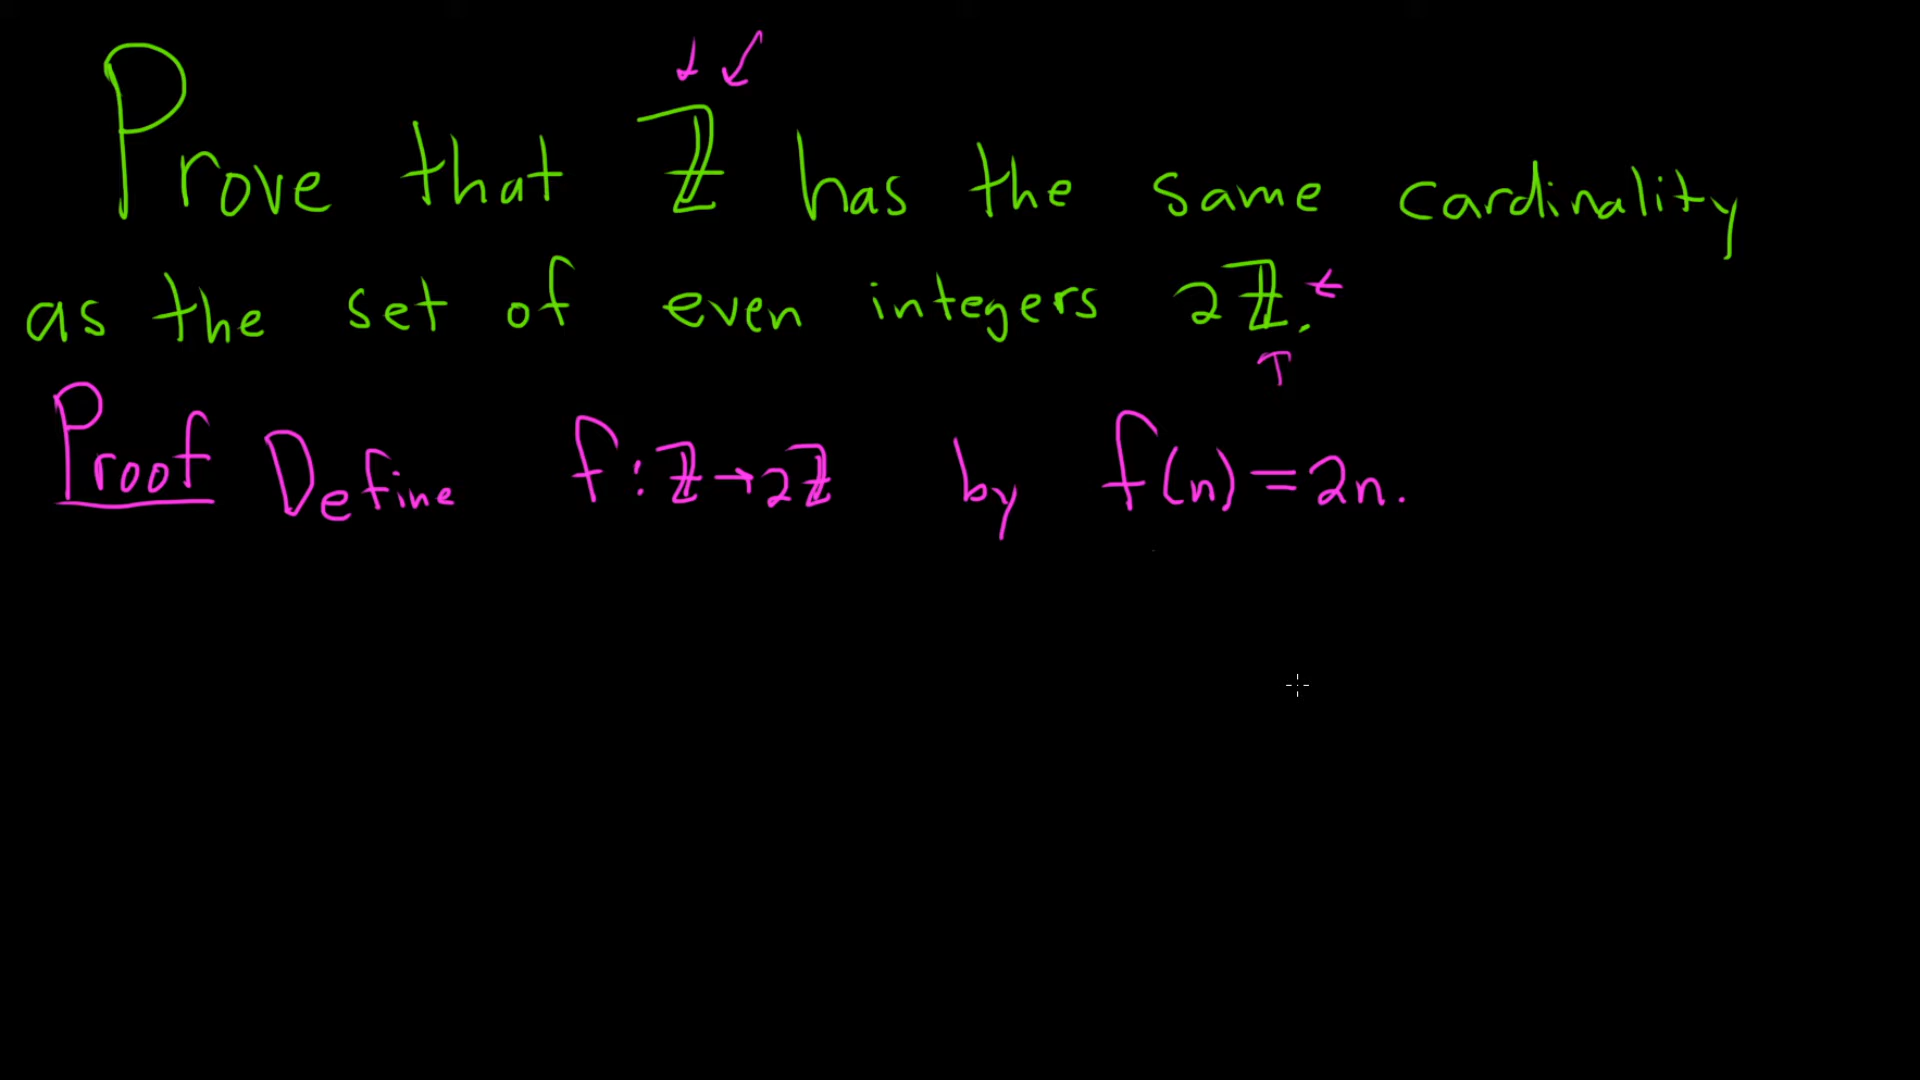 Prove that ℤ has the same cardinality
as the set of even integers 2ℤ.
Proof Define f:ℤ→2ℤ by f(n)=2n.